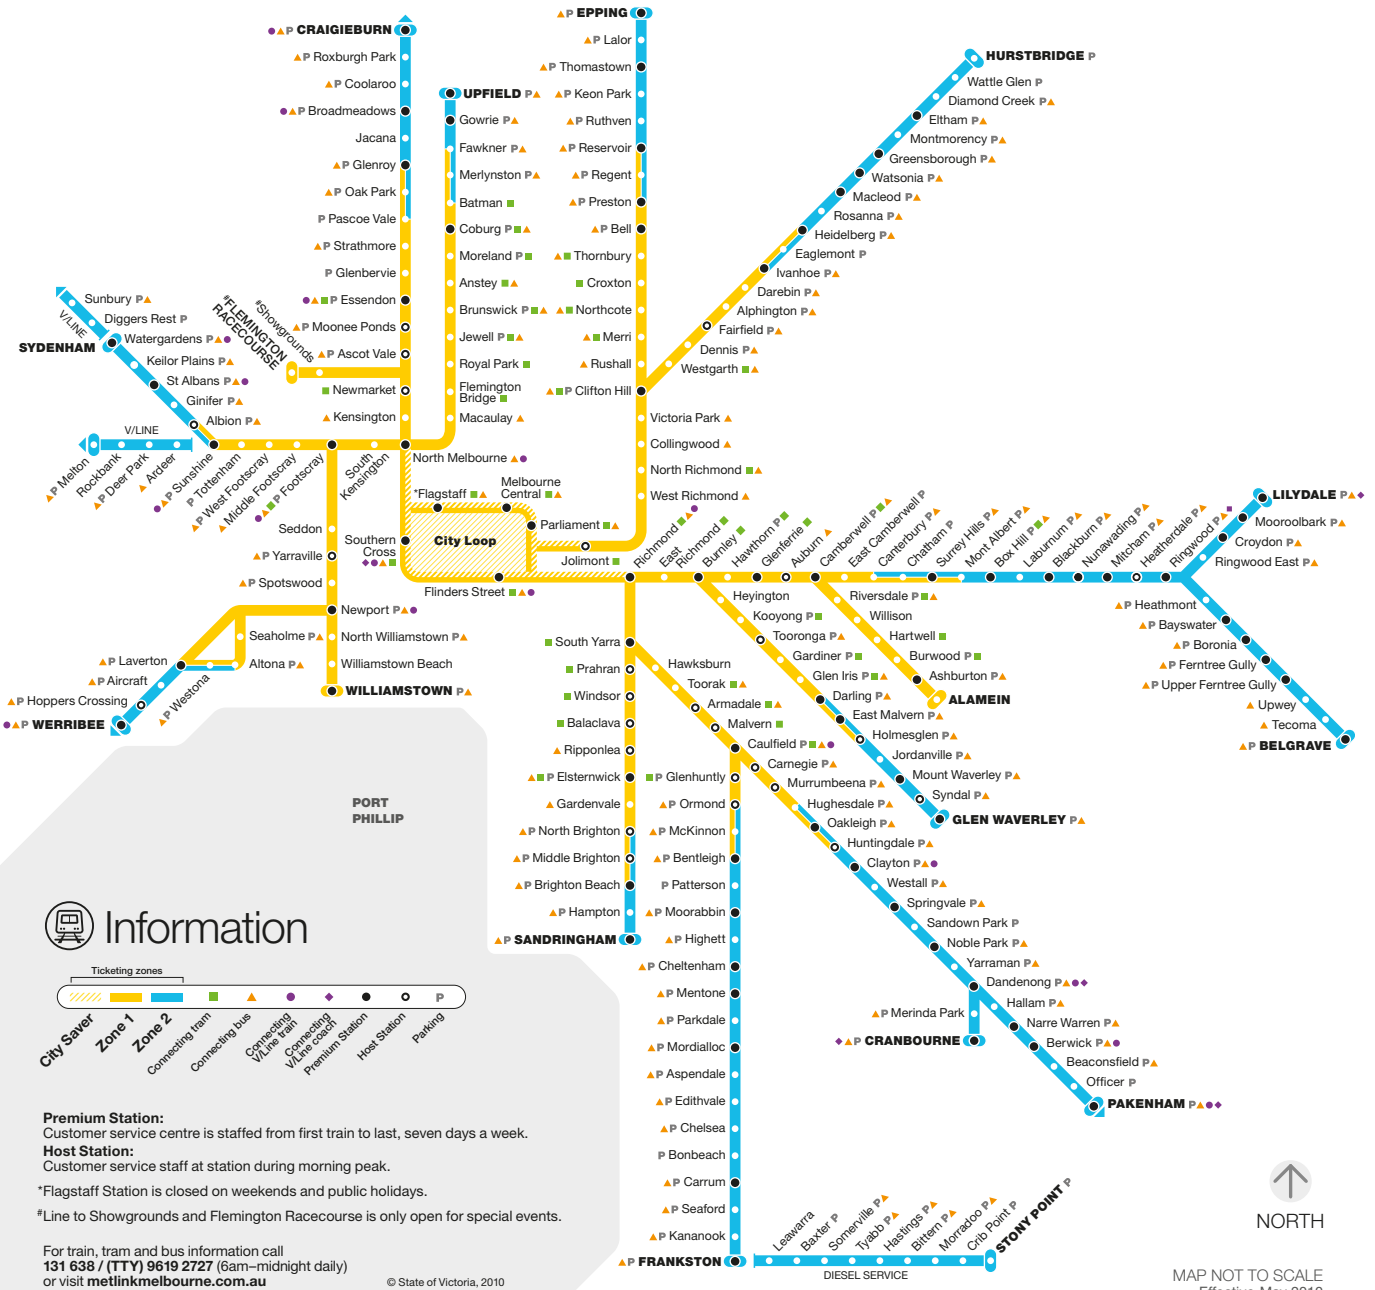 CRAIGIEBURN
P
Roxburgh Park
P
Coolaroo
P
Broadmeadows
P
Jacana
Glenroy
P
Oak Park
P
Pascoe Vale
P
Strathmore
P
Glenbervie
P
Essendon
P
Moonee Ponds
P
Ascot Vale
P
Newmarket
Kensington
#FLEMINGTON
RACECOURSE
#Showgrounds
UPFIELD P
Gowrie P
Fawkner P
Merlynston P
Batman
Coburg P
Moreland P
Anstey
Brunswick P
Jewell P
Royal Park
Flemington
Bridge
Macaulay
North Melbourne
P EPPING
P Lalor
P Thomastown
P Keon Park
P Ruthven
P Reservoir
P Regent
P Preston
P Bell
Thornbury
Croxton
Northcote
Merri
Rushall
P Clifton Hill
Victoria Park
Collingwood
North Richmond
West Richmond
HURSTBRIDGE P
Wattle Glen P
Diamond Creek P
Eltham P
Montmorency P
Greensborough P
Watsonia P
Macleod P
Rosanna P
Heidelberg P
Eaglemont P
Ivanhoe P
Darebin P
Alphington P
Fairfield P
Dennis P
Westgarth
V/LINE
Sunbury P
Diggers Rest P
SYDENHAM
Watergardens P
Keilor Plains P
St Albans P
Ginifer P
Albion P
V/LINE
P Melton
Rockbank
P Deer Park
Ardeer
P Sunshine
P Tottenham
P West Footscray
Middle Footscray
P Footscray
South
Kensington
Seddon
P Yarraville
P Spotswood
Newport P
Seaholme P
Altona P
P Westona
North Williamstown P
Williamstown Beach
WILLIAMSTOWN P
P Laverton
P Aircraft
P Hoppers Crossing
P WERRIBEE
*Flagstaff
Melbourne
Central
Parliament
City Loop
Southern
Cross
Flinders Street
Jolimont
Richmond
East
Richmond
Burnley
Hawthorn P
Glenferrie
Auburn
Camberwell P
East Camberwell P
Canterbury P
Chatham P
Surrey Hills P
Mont Albert P
Box Hill P
Laburnum P
Blackburn P
Nunawading P
Mitcham P
Heatherdale P
Ringwood P
LILYDALE P
Mooroolbark P
Croydon P
Ringwood East P
P Heathmont
P Bayswater
P Boronia
P Ferntree Gully
P Upper Ferntree Gully
Upwey
Tecoma
P BELGRAVE
Riversdale P
Willison
Hartwell
Burwood P
Ashburton P
ALAMEIN
Heyington
Kooyong P
Tooronga P
Gardiner P
Glen Iris P
Darling P
East Malvern P
Holmesglen P
Jordanville P
Mount Waverley P
Syndal P
GLEN WAVERLEY P
South Yarra
Prahran
Windsor
Balaclava
Ripponlea
P Elsternwick
Gardenvale
P North Brighton
P Middle Brighton
P Brighton Beach
P Hampton
P SANDRINGHAM
Hawksburn
Toorak
Armadale
Malvern
Caulfield P
Carnegie P
Murrumbeena P
Hughesdale P
Oakleigh P
Huntingdale P
Clayton P
Westall P
Springvale P
Sandown Park P
Noble Park P
Yarraman P
Dandenong P
Hallam P
Narre Warren P
Berwick P
Beaconsfield P
Officer P
PAKENHAM P
P Merinda Park
P CRANBOURNE
P Glenhuntly
P Ormond
P McKinnon
P Bentleigh
P Patterson
P Moorabbin
P Highett
P Cheltenham
P Mentone
P Parkdale
P Mordialloc
P Aspendale
P Edithvale
P Chelsea
P Bonbeach
P Carrum
P Seaford
P Kananook
P FRANKSTON
Leawarra
Baxter P
Somerville P
Tyabb P
Hastings P
Bittern P
Morradoo P
Crib Point P
STONY POINT P
DIESEL SERVICE
PORT
PHILLIP
Information
Ticketing zones
P
City Saver
Zone 1
Zone 2
Connecting tram
Connecting bus
Connecting
V/Line train
Connecting
V/Line coach
Premium Station
Host Station
Parking
Premium Station:
Customer service centre is staffed from first train to last, seven days a week.
Host Station:
Customer service staff at station during morning peak.
*Flagstaff Station is closed on weekends and public holidays.
#Line to Showgrounds and Flemington Racecourse is only open for special events.
For train, tram and bus information call
131 638 / (TTY) 9619 2727 (6am–midnight daily)
or visit metlinkmelbourne.com.au
© State of Victoria, 2010
NORTH
MAP NOT TO SCALE